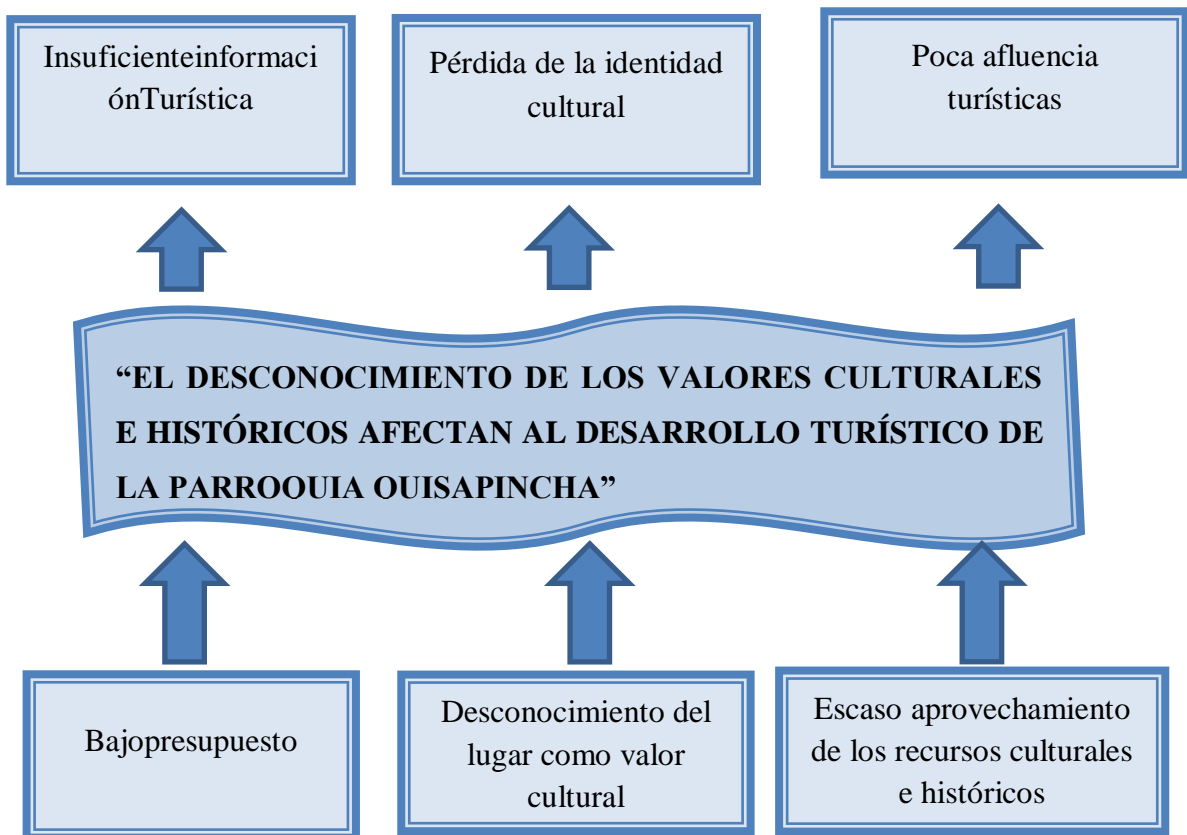 Insuficienteinformaci
ónTurística
Pérdida de la identidad
cultural
Poca afluencia
turísticas
“EL DESCONOCIMIENTO DE LOS VALORES CULTURALES
E HISTÓRICOS AFECTAN AL DESARROLLO TURÍSTICO DE
LA PARROOUIA OUISAPINCHA”
Bajopresupuesto
Desconocimiento del
lugar como valor
cultural
Escaso aprovechamiento
de los recursos culturales
e históricos